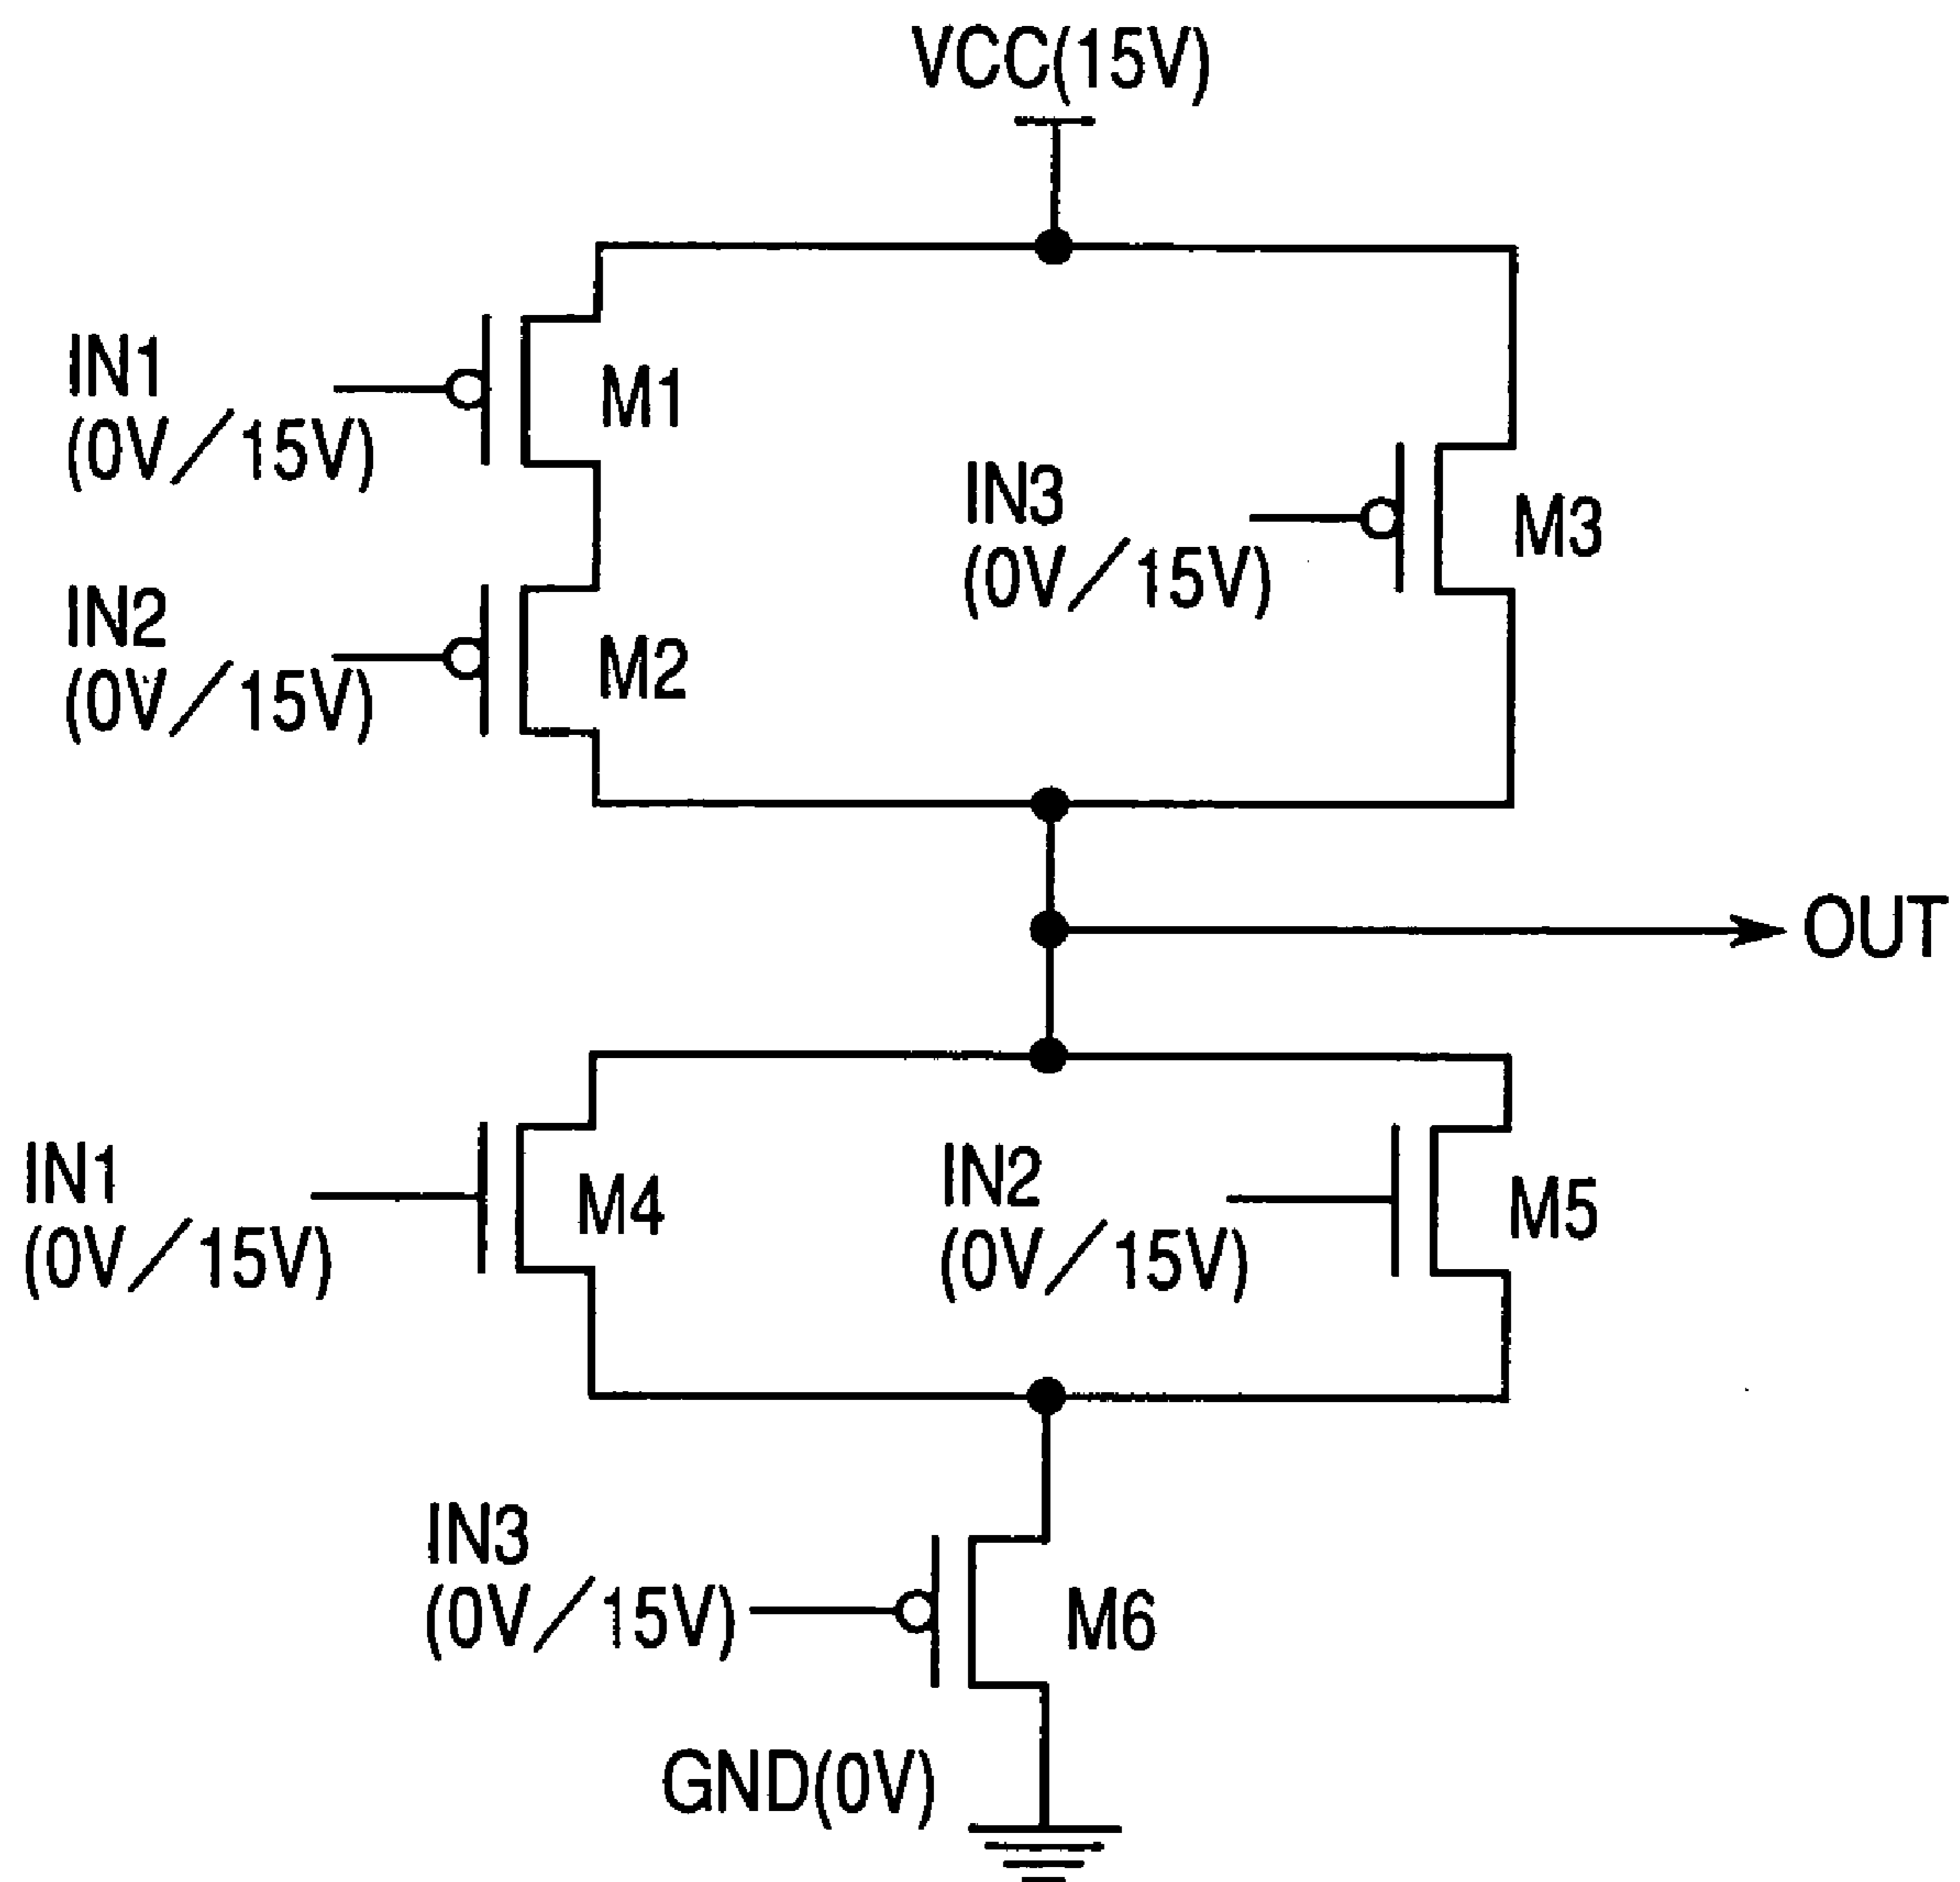 VCC(15V)
IN1
(0V/15V)
M1
IN3
(0V/15V)
M3
IN2
(0V/15V)
M2
OUT
IN1
(0V/15V)
M4
IN2
(0V/15V)
M5
IN3
(0V/15V)
M6
GND(0V)